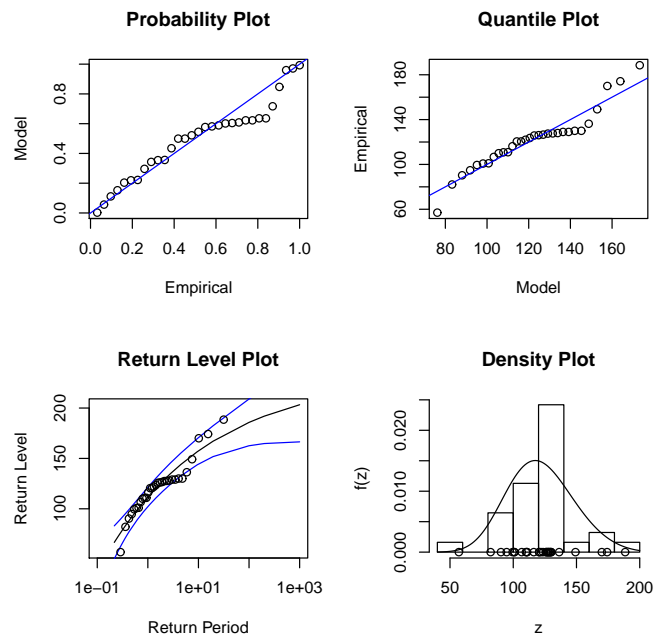 Probability Plot
Model
0.0 0.4 0.8
0.0 0.2 0.4 0.6 0.8 1.0
Empirical
Quantile Plot
Empirical
60 100 140 180
80 100 120 140 160
Model
Return Level Plot
Return Level
100 150 200
1e−01 1e+01 1e+03
Return Period
Density Plot
f(z)
0.000 0.010 0.020
50 100 150 200
z